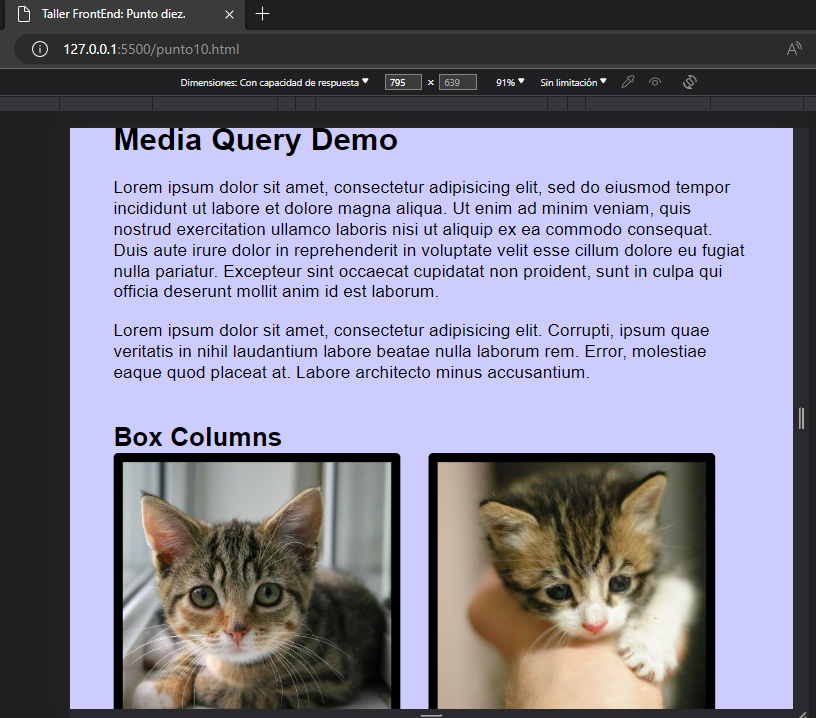 Taller FrontEnd: Punto diez.
127.0.0.1:5500/punto10.html
Dimensiones: Con capacidad de respuesta 795 × 639 91% Sin limitación
Media Query Demo
Lorem ipsum dolor sit amet, consectetur adipisicing elit, sed do eiusmod tempor
incididunt ut labore et dolore magna aliqua. Ut enim ad minim veniam, quis
nostrud exercitation ullamco laboris nisi ut aliquip ex ea commodo consequat.
Duis aute irure dolor in reprehenderit in voluptate velit esse cillum dolore eu fugiat
nulla pariatur. Excepteur sint occaecat cupidatat non proident, sunt in culpa qui
officia deserunt mollit anim id est laborum.
Lorem ipsum dolor sit amet, consectetur adipisicing elit. Corrupti, ipsum quae
veritatis in nihil laudantium labore beatae nulla laborum rem. Error, molestiae
eaque quod placeat at. Labore architecto minus accusantium.
Box Columns